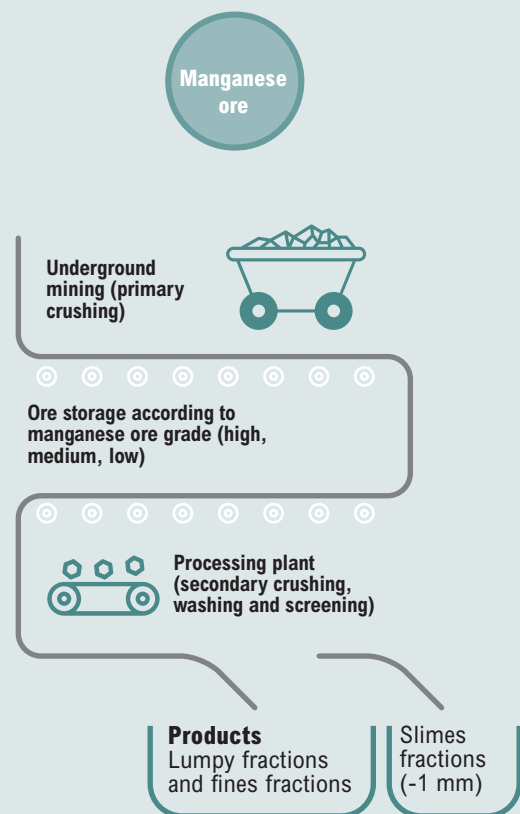 Manganese
ore
Underground
mining (primary
crushing)
Ore storage according to
manganese ore grade (high,
medium, low)
Processing plant
(secondary crushing,
washing and screening)
Products
Lumpy fractions
and fines fractions
Slimes
fractions
(-1 mm)